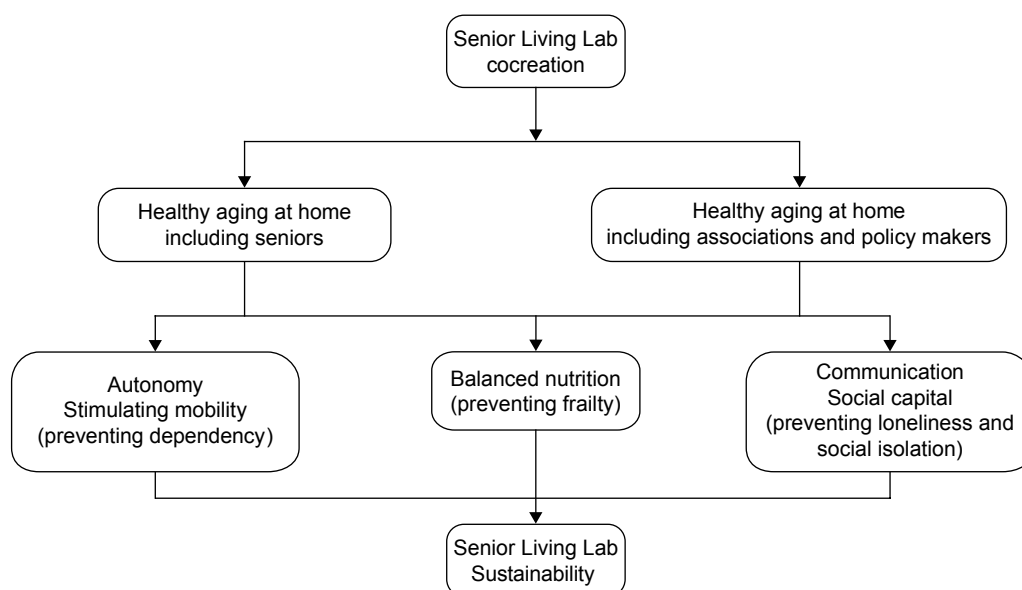 Senior Living Lab
cocreation
Healthy aging at home
including seniors
Healthy aging at home
including associations and policy makers
Autonomy
Stimulating mobility
(preventing dependency)
Balanced nutrition
(preventing frailty)
Communication
Social capital
(preventing loneliness and
social isolation)
Senior Living Lab
Sustainability